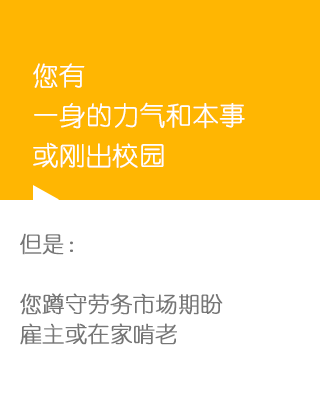 您有
一身的力气和本事
或刚出校园
但是：
您蹲守劳务市场期盼
雇主或在家啃老